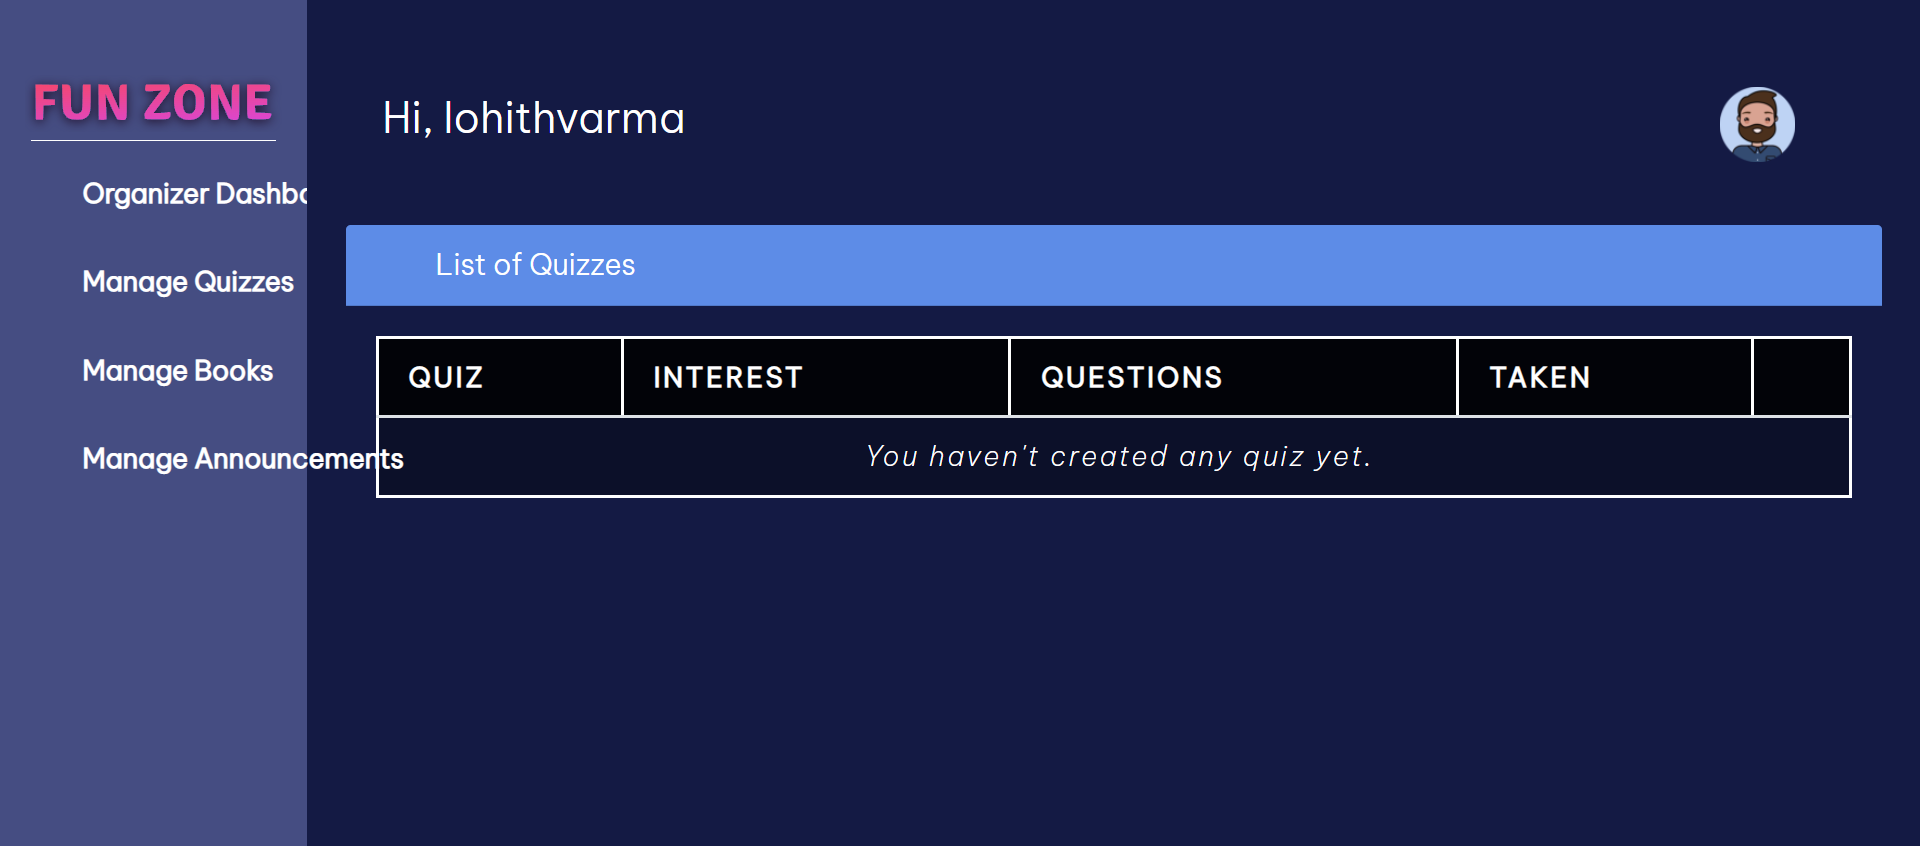 FUN ZONE
Hi, lohithvarma
Organizer Dashbo
List of Quizzes
Manage Quizzes
Manage Books
Manage Announcements
QUIZ INTEREST QUESTIONS TAKEN
You haven't created any quiz yet.